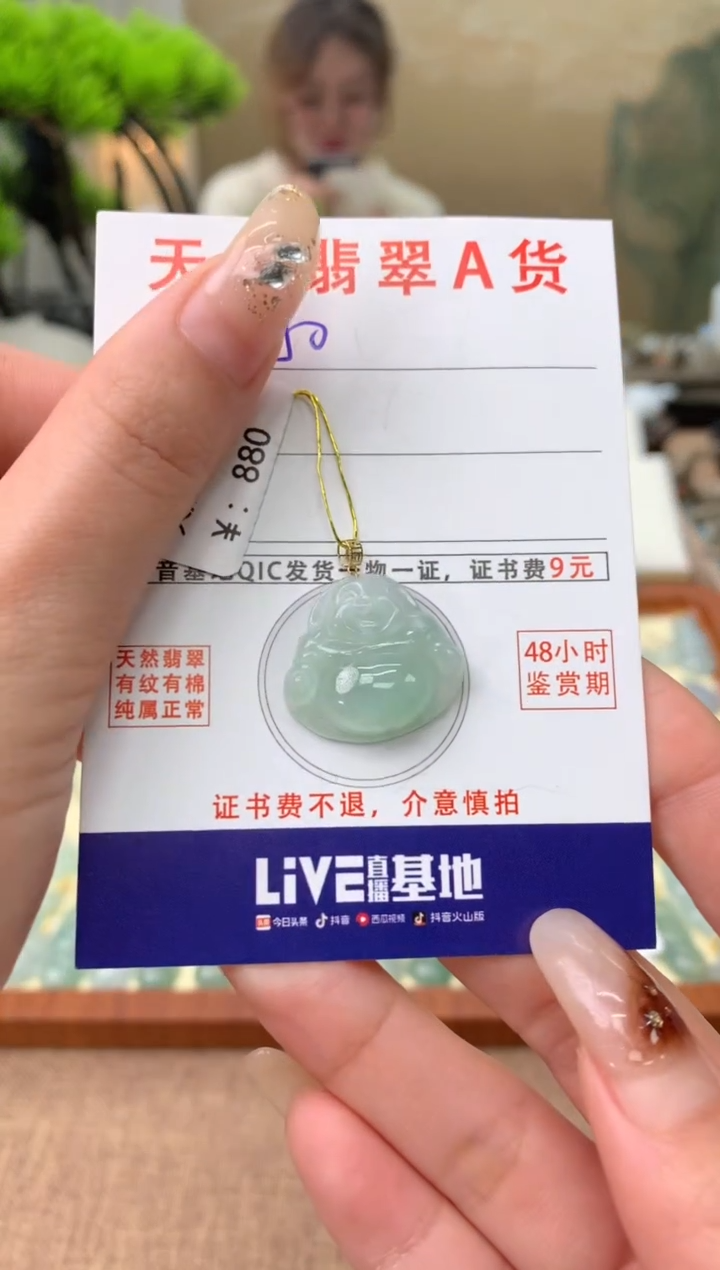 天 翡翠A货
880
音基 QIC发货一物一证，证书费9元
天然翡翠
有纹有棉
纯属正常
48小时
鉴赏期
证书费不退，介意慎拍
LiVE直播基地
今日头条 抖音 西瓜视频 抖音火山版